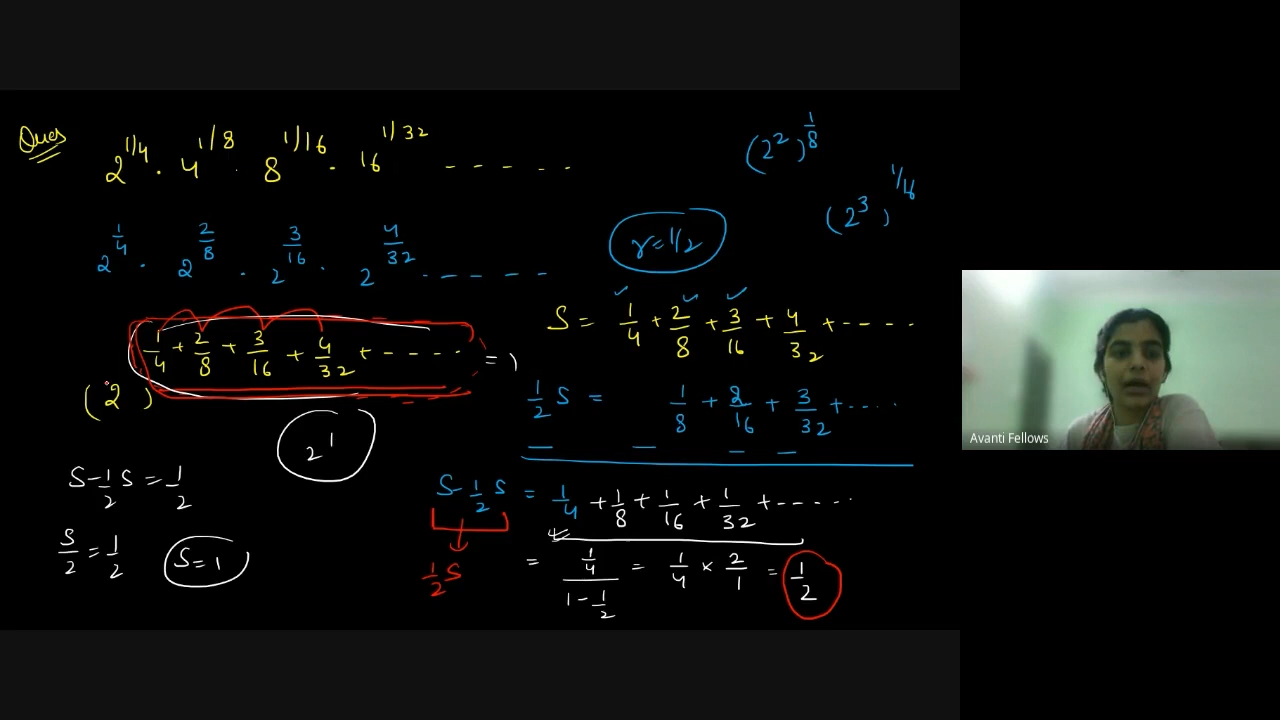 Ques
2^{1/4} . 4^{1/8} . 8^{1/16} . 16^{1/32} - - - - -
(2^2)^{1/8}
(2^3)^{1/16}
2^{1/4} . 2^{2/8} . 2^{3/16} . 2^{4/32} . - - - - -
r = 1/2
(2)^{1/4 + 2/8 + 3/16 + 4/32 + - - - - -} = 1
S = 1/4 + 2/8 + 3/16 + 4/32 + - - - - -
1/2 S = 1/8 + 2/16 + 3/32 + - - - -
2^1
S - 1/2 S = 1/2
S - 1/2 S = 1/4 + 1/8 + 1/16 + 1/32 + - - - - -
S/2 = 1/2
S = 1
1/2 S
= (1/4)/(1 - 1/2) = 1/4 × 2/1 = 1/2
Avanti Fellows